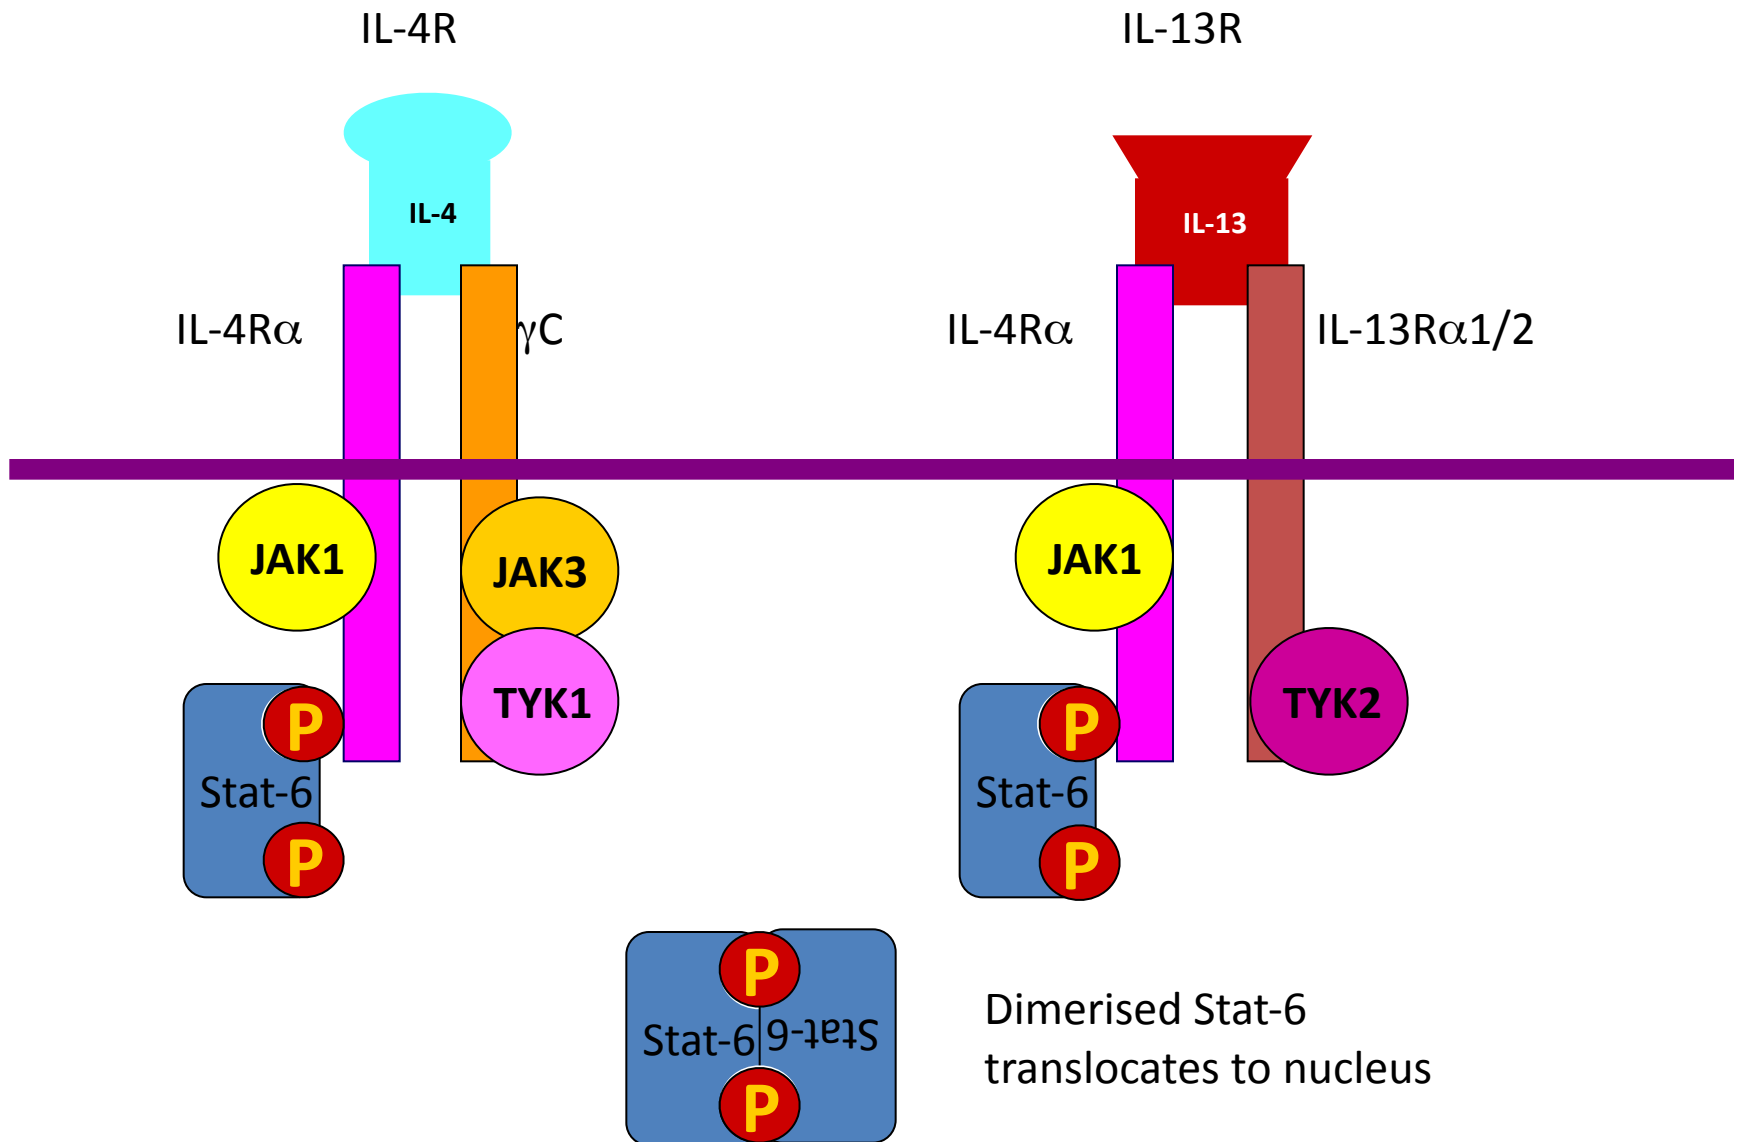 IL-4R
IL-13R
IL-4
IL-13
IL-4Rα
γC
IL-4Rα
IL-13Rα1/2
JAK1
JAK3
JAK1
TYK1
TYK2
P
Stat-6
P
P
Stat-6
P
P
Stat-6
Stat-6
P
Dimerised Stat-6
translocates to nucleus